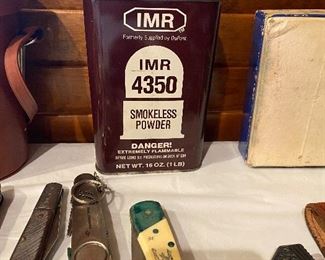 IMR
Formerly Supplied by DuPont
IMR
4350
SMOKELESS
POWDER
DANGER!
EXTREMELY FLAMMABLE
NET WT. 16 OZ. (1 LB)